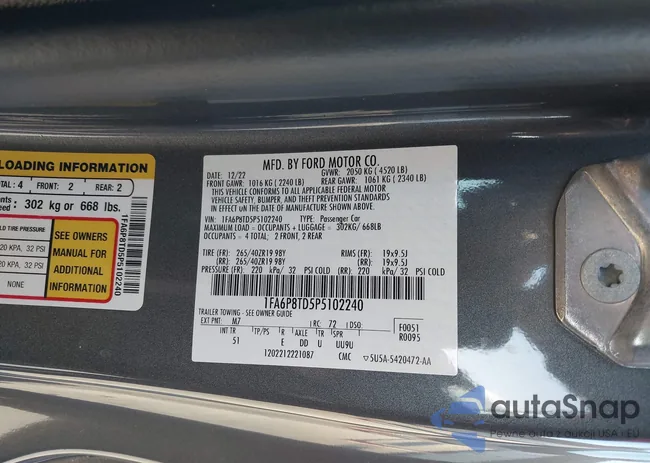 LOADING INFORMATION
TAL: 4 FRONT: 2 REAR: 2
302 kg or 668 lbs.
TIRE PRESSURE
20 KPA, 32 PSI
20 KPA, 32 PSI
NONE
SEE OWNERS
MANUAL FOR
ADDITIONAL
INFORMATION
1FA6P8TD5P5102240
MFD. BY FORD MOTOR CO.
12/22 GVWR: 2050 KG ( 4520 LB)
FRONT GAWR: 1016 KG ( 2240 LB) REAR GAWR: 1061 KG ( 2340 LB)
THIS VEHICLE CONFORMS TO ALL APPLICABLE FEDERAL MOTOR
VEHICLE SAFETY, BUMPER, AND THEFT PREVENTION STANDARDS
IN EFFECT ON THE DATE OF MANUFACTURE SHOWN ABOVE.
VIN: 1FA6P8TD5P5102240 TYPE: Passenger Car
MAXIMUM LOAD = OCCUPANTS + LUGGAGE = 302KG/ 668LB
OCCUPANTS = 4 TOTAL, 2 FRONT, 2 REAR
TIRE (FR): 265/40ZR19 98Y RIMS (FR): 19x9.5J
(RR): 265/40ZR19 98Y (RR): 19x9.5J
PRESSURE (FR): 220 kPa/ 32 PSI COLD (RR): 220 kPa/ 32 PSI COLD
1FA6P8TD5P5102240
TRAILER TOWING - SEE OWNER GUIDE
EXT PNT: M7 RC: 72 DSO: F0051
R0095
INT TR TP/PS R AXLE TR SPR
51 E DD U UU9U
1202212221087 CMC 5U5A-5420472-AA
autaSnap
Pewne auta z aukcji USA i EU